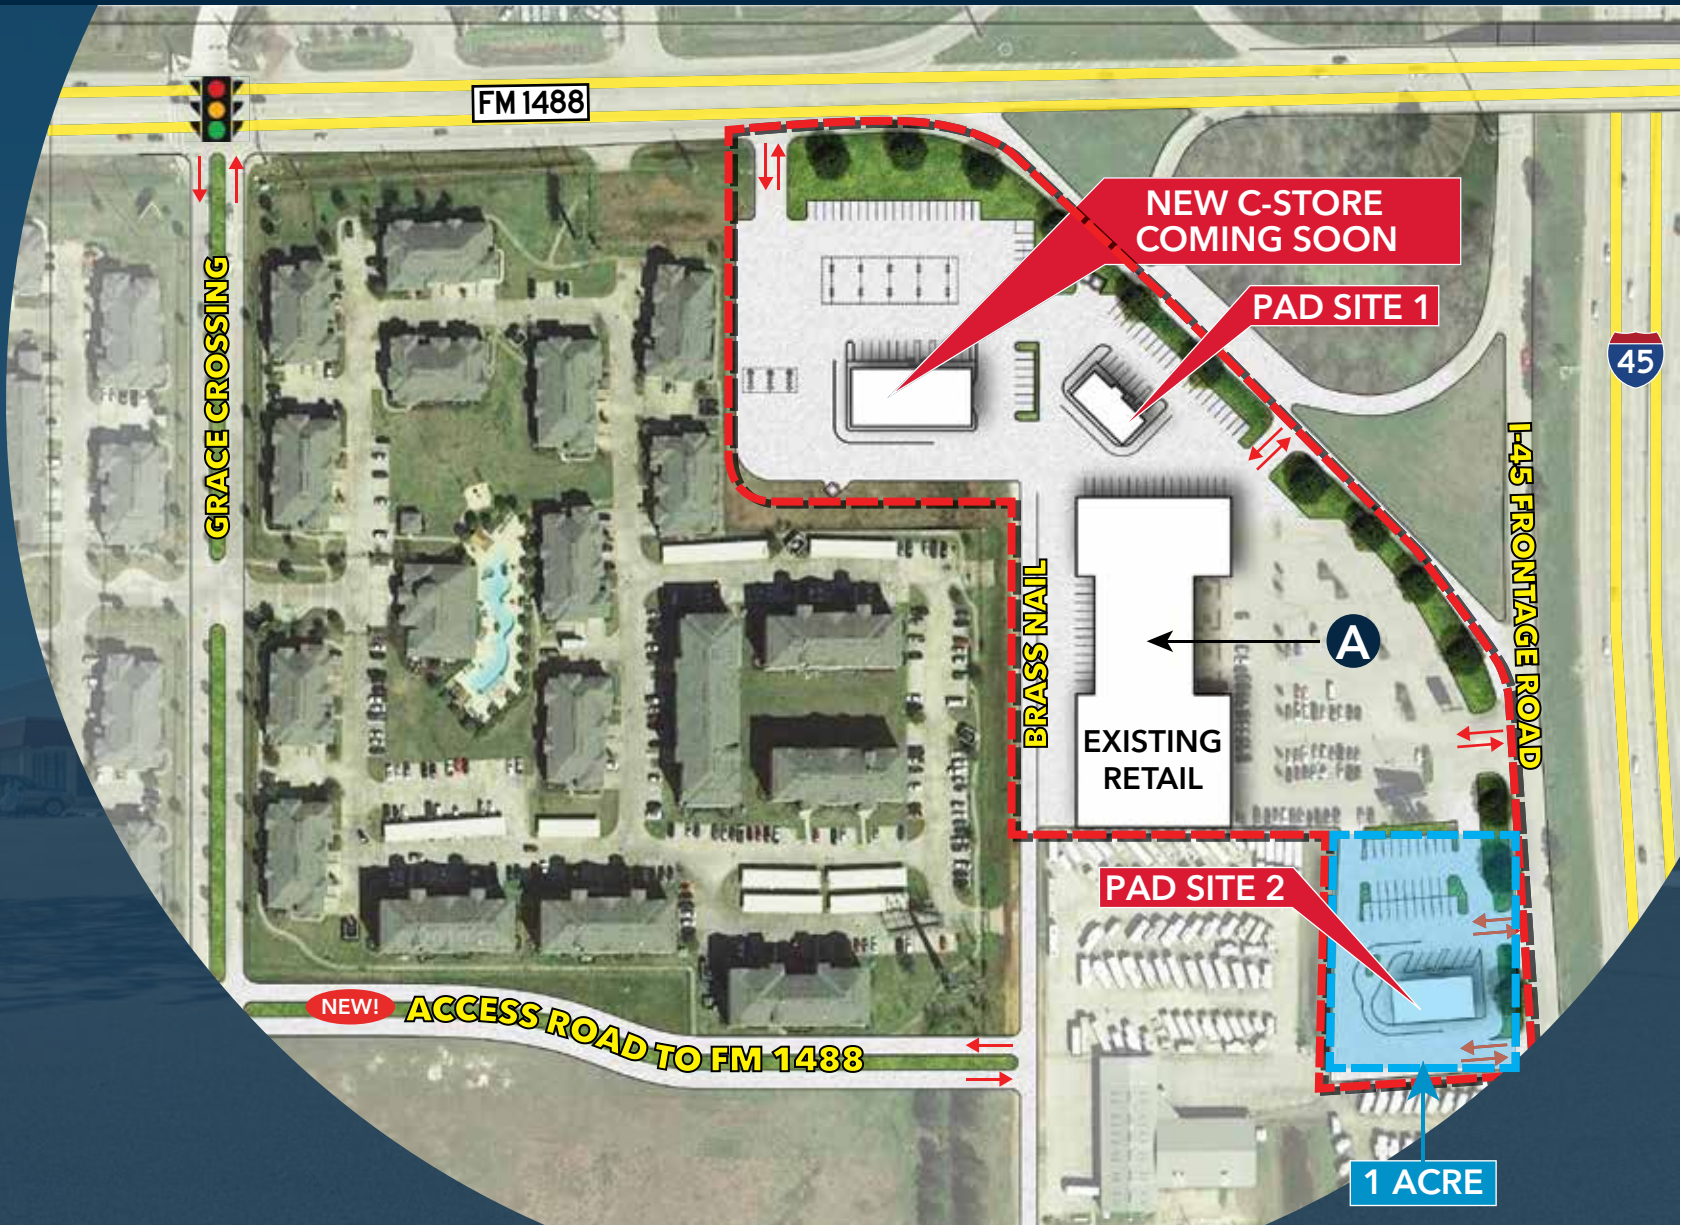 FM 1488
NEW C-STORE
COMING SOON
PAD SITE 1
45
GRACE CROSSING
I-45 FRONTAGE ROAD
BRASS NAIL
A
EXISTING
RETAIL
PAD SITE 2
NEW!
ACCESS ROAD TO FM 1488
1 ACRE